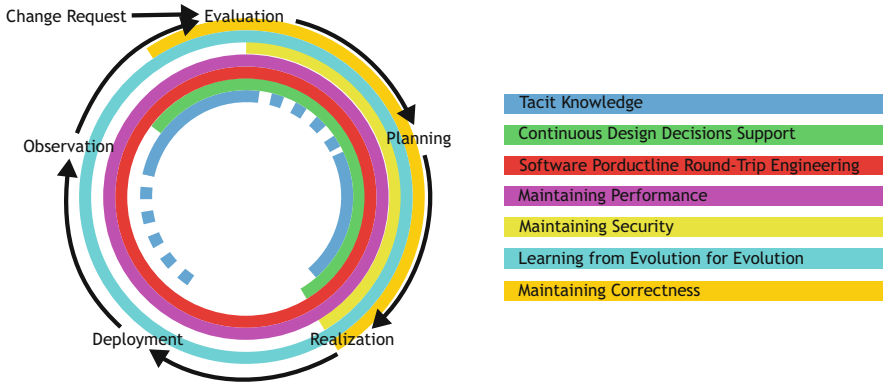 Change Request
Evaluation
Planning
Observation
Deployment
Realization
Tacit Knowledge
Continuous Design Decisions Support
Software Porductline Round-Trip Engineering
Maintaining Performance
Maintaining Security
Learning from Evolution for Evolution
Maintaining Correctness